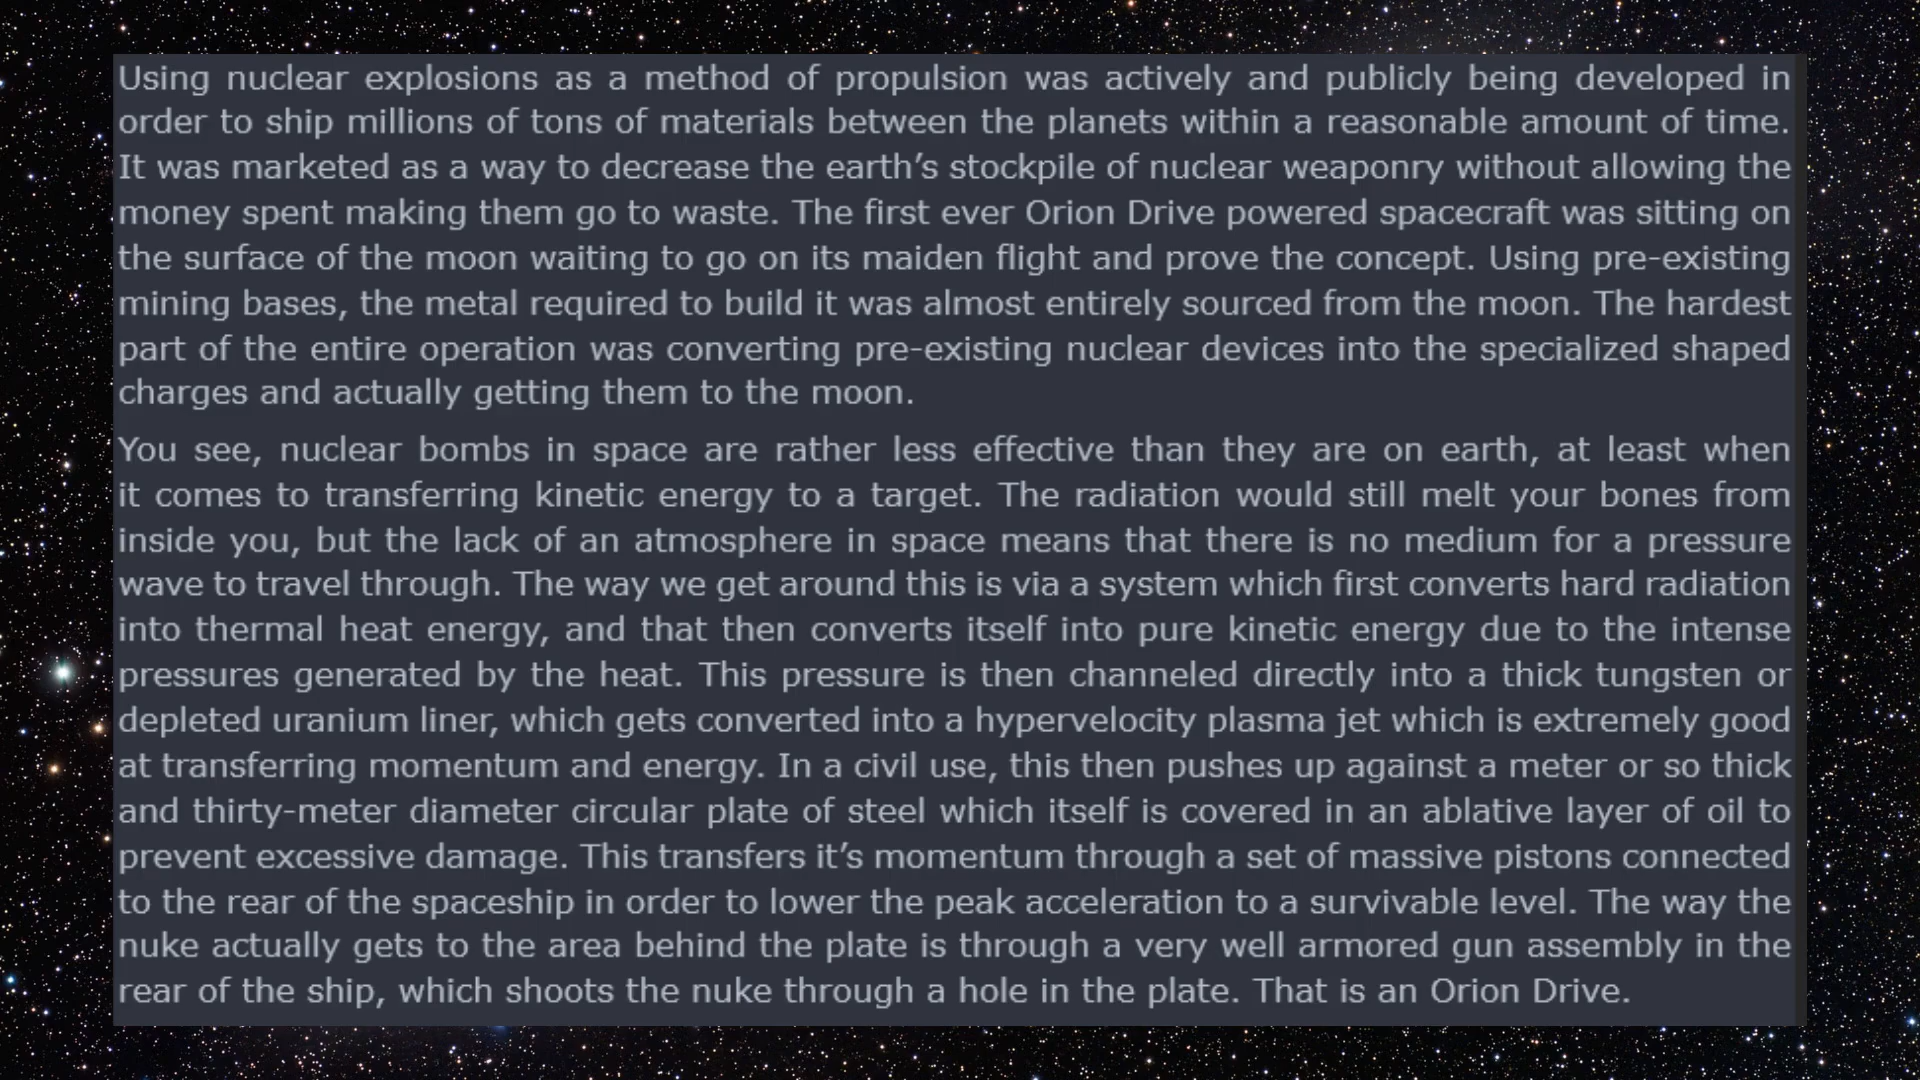 Using nuclear explosions as a method of propulsion was actively and publicly being developed in
order to ship millions of tons of materials between the planets within a reasonable amount of time.
It was marketed as a way to decrease the earth’s stockpile of nuclear weaponry without allowing the
money spent making them go to waste. The first ever Orion Drive powered spacecraft was sitting on
the surface of the moon waiting to go on its maiden flight and prove the concept. Using pre-existing
mining bases, the metal required to build it was almost entirely sourced from the moon. The hardest
part of the entire operation was converting pre-existing nuclear devices into the specialized shaped
charges and actually getting them to the moon.
You see, nuclear bombs in space are rather less effective than they are on earth, at least when
it comes to transferring kinetic energy to a target. The radiation would still melt your bones from
inside you, but the lack of an atmosphere in space means that there is no medium for a pressure
wave to travel through. The way we get around this is via a system which first converts hard radiation
into thermal heat energy, and that then converts itself into pure kinetic energy due to the intense
pressures generated by the heat. This pressure is then channeled directly into a thick tungsten or
depleted uranium liner, which gets converted into a hypervelocity plasma jet which is extremely good
at transferring momentum and energy. In a civil use, this then pushes up against a meter or so thick
and thirty-meter diameter circular plate of steel which itself is covered in an ablative layer of oil to
prevent excessive damage. This transfers it’s momentum through a set of massive pistons connected
to the rear of the spaceship in order to lower the peak acceleration to a survivable level. The way the
nuke actually gets to the area behind the plate is through a very well armored gun assembly in the
rear of the ship, which shoots the nuke through a hole in the plate. That is an Orion Drive.